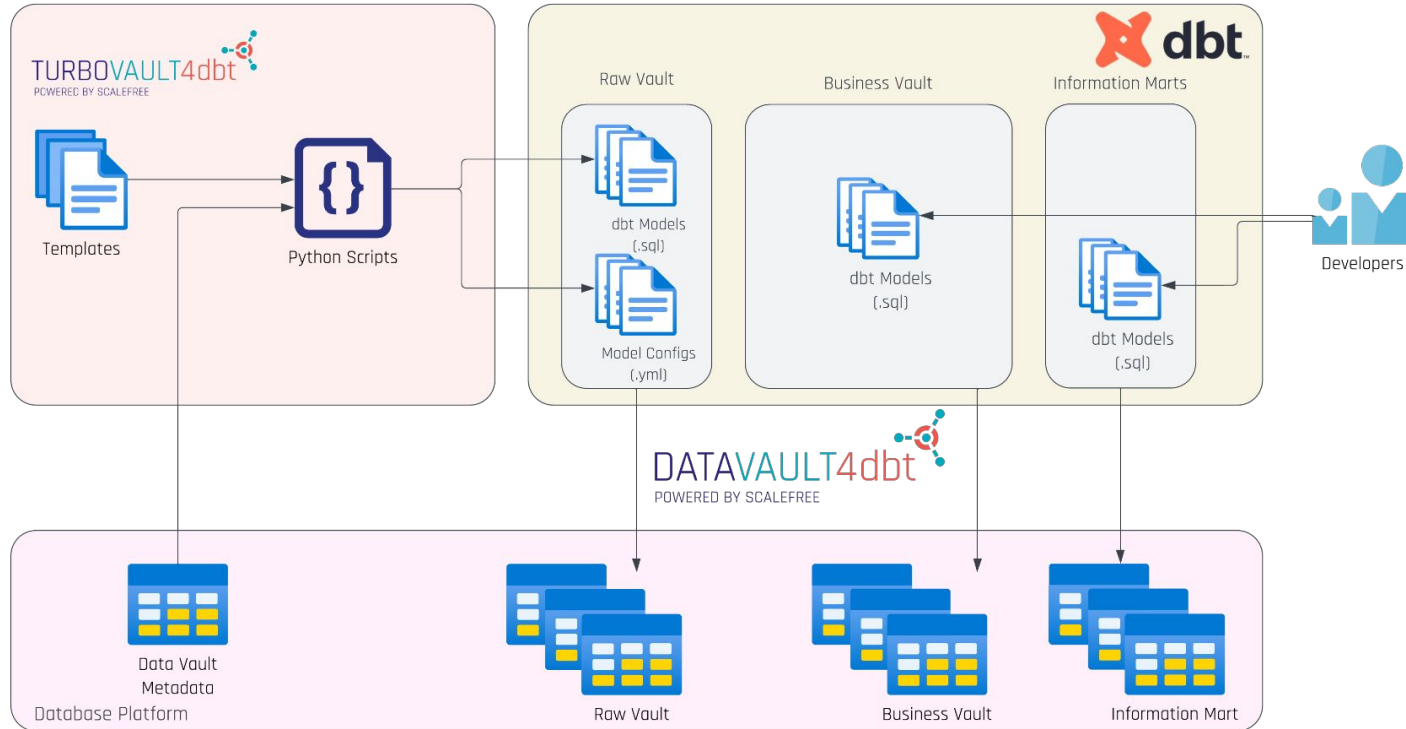 TURBOVAULT4dbt
POWERED BY SCALEFREE
Templates
{}
Python Scripts
dbt
Raw Vault
Business Vault
Information Marts
dbt Models
(.sql)
Model Configs
(.yml)
dbt Models
(.sql)
dbt Models
(.sql)
Developers
DATAVAULT4dbt
POWERED BY SCALEFREE
Data Vault
Metadata
Database Platform
Raw Vault
Business Vault
Information Mart